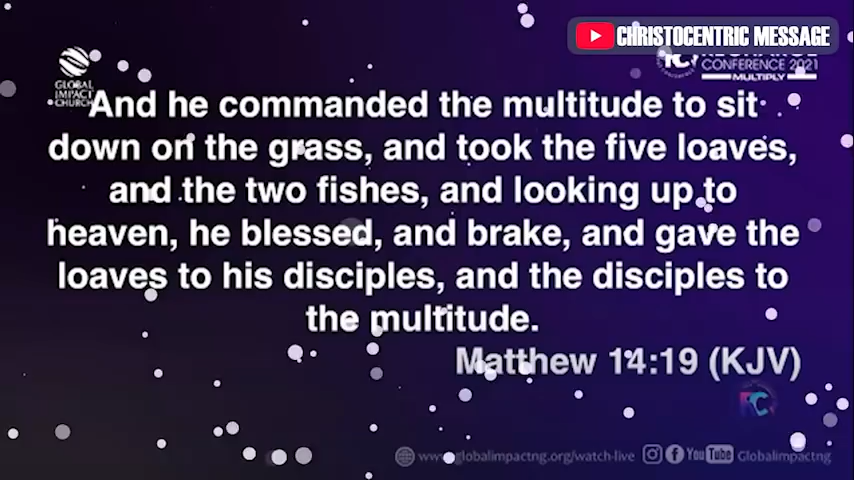 CHRISTOCENTRIC MESSAGE
CONFERENCE 2021
MULTIPLY
GLOBAL
IMPACT
CHURCH
And he commanded the multitude to sit
down on the grass, and took the five loaves,
and the two fishes, and looking up to
heaven, he blessed, and brake, and gave the
loaves to his disciples, and the disciples to
the multitude.
Matthew 14:19 (KJV)
RC
www.globalimpactng.org/watch-live
YouTube
Globalimpactng